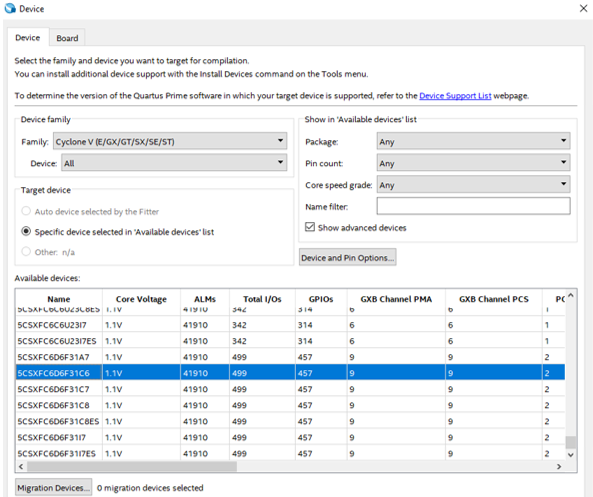 Device
Device Board
Select the family and device you want to target for compilation.
You can install additional device support with the Install Devices command on the Tools menu.
To determine the version of the Quartus Prime software in which your target device is supported, refer to the Device Support List webpage.
Device family
Family: Cyclone V (E/GX/GT/SX/SE/ST)
Device: All
Show in 'Available devices' list
Package: Any
Pin count: Any
Core speed grade: Any
Name filter:
Show advanced devices
Target device
Auto device selected by the Fitter
Specific device selected in 'Available devices' list
Other: n/a
Device and Pin Options...
Available devices:
Name Core Voltage ALMs Total I/Os GPIOs GXB Channel PMA GXB Channel PCS PC
5CSXFC6C6U23C8ES 1.1V 41910 342 314 6 6 1
5CSXFC6C6U23I7 1.1V 41910 342 314 6 6 1
5CSXFC6C6U23I7ES 1.1V 41910 342 314 6 6 1
5CSXFC6D6F31A7 1.1V 41910 499 457 9 9 2
5CSXFC6D6F31C6 1.1V 41910 499 457 9 9 2
5CSXFC6D6F31C7 1.1V 41910 499 457 9 9 2
5CSXFC6D6F31C8 1.1V 41910 499 457 9 9 2
5CSXFC6D6F31C8ES 1.1V 41910 499 457 9 9 2
5CSXFC6D6F31I7 1.1V 41910 499 457 9 9 2
5CSXFC6D6F31I7ES 1.1V 41910 499 457 9 9 2
Migration Devices... 0 migration devices selected